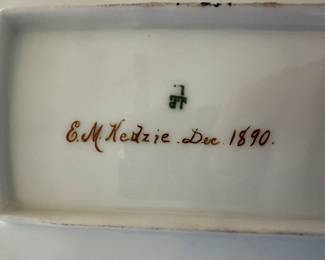 E. M. Kedzie. Dec. 1890.